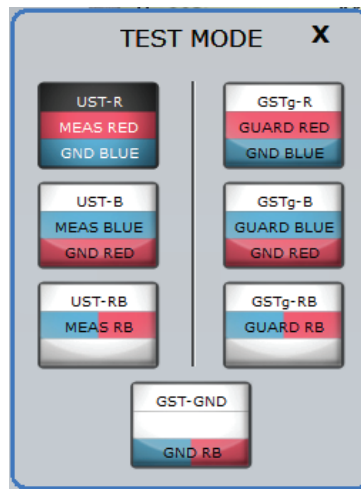 TEST MODE X
UST-R
MEAS RED
GND BLUE
GSTg-R
GUARD RED
GND BLUE
UST-B
MEAS BLUE
GND RED
GSTg-B
GUARD BLUE
GND RED
UST-RB
MEAS RB
GSTg-RB
GUARD RB
GST-GND
GND RB